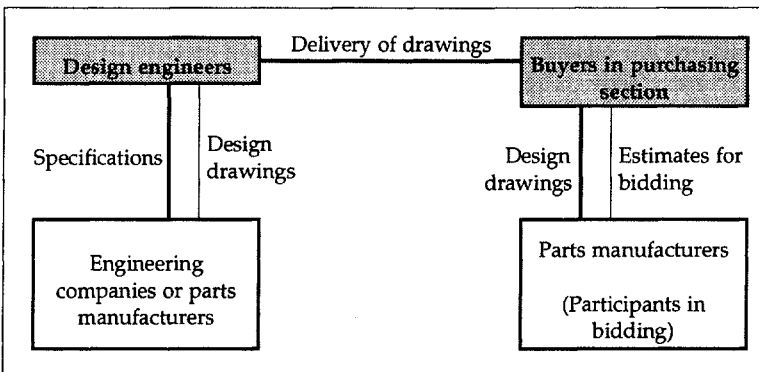 Delivery of drawings
Design engineers
Buyers in purchasing
section
Specifications
Design
drawings
Design
drawings
Estimates for
bidding
Engineering
companies or parts
manufacturers
Parts manufacturers
(Participants in
bidding)